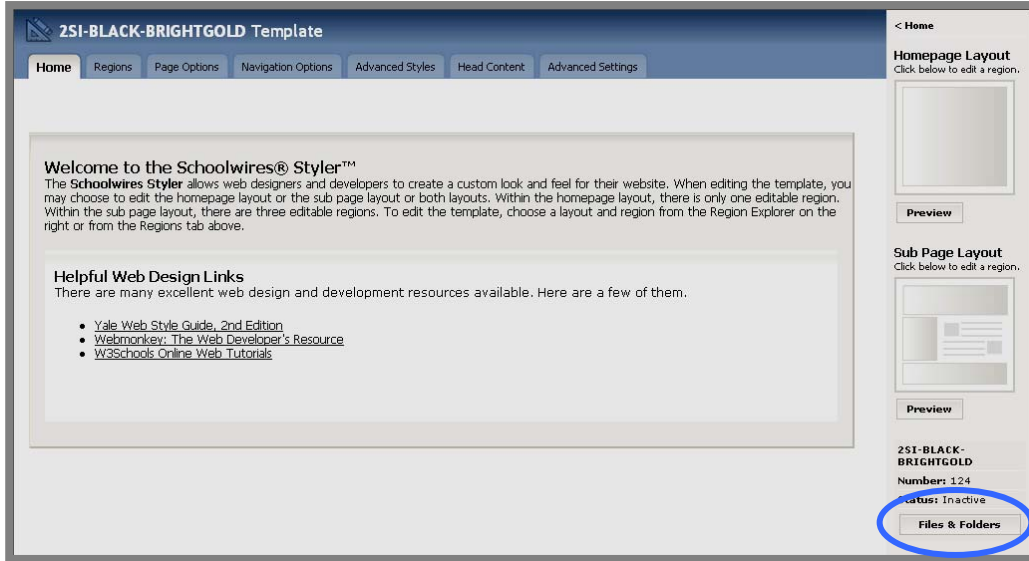 2SI-BLACK-BRIGHTGOLD Template
Home Regions Page Options Navigation Options Advanced Styles Head Content Advanced Settings
Welcome to the Schoolwires® Styler™
The Schoolwires Styler allows web designers and developers to create a custom look and feel for their website. When editing the template, you
may choose to edit the homepage layout or the sub page layout or both layouts. Within the homepage layout, there is only one editable region.
Within the sub page layout, there are three editable regions. To edit the template, choose a layout and region from the Region Explorer on the
right or from the Regions tab above.
Helpful Web Design Links
There are many excellent web design and development resources available. Here are a few of them.
• Yale Web Style Guide, 2nd Edition
• Webmonkey: The Web Developer's Resource
• W3Schools Online Web Tutorials
< Home
Homepage Layout
Click below to edit a region.
Preview
Sub Page Layout
Click below to edit a region.
Preview
2SI-BLACK-
BRIGHTGOLD
Number: 124
Status: Inactive
Files & Folders